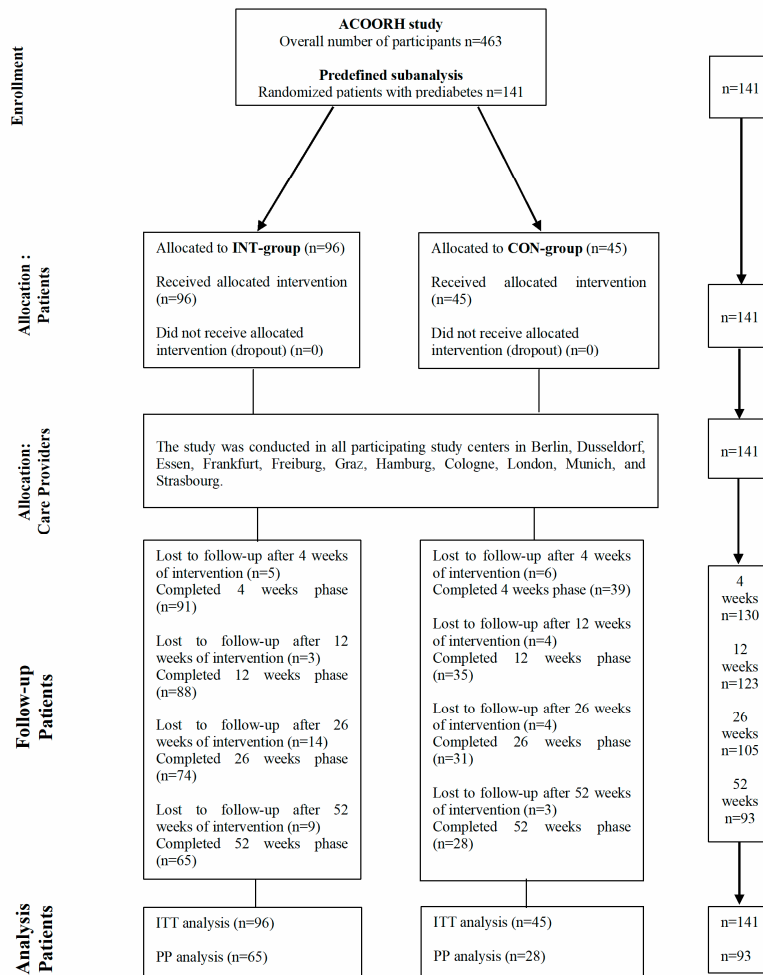 ACOORH study
Overall number of participants n=463
Predefined subanalysis
Randomized patients with prediabetes n=141
Enrollment
n=141
Allocation :
Patients
Allocated to INT-group (n=96)
Received allocated intervention
(n=96)
Did not receive allocated
intervention (dropout) (n=0)
Allocated to CON-group (n=45)
Received allocated intervention
(n=45)
Did not receive allocated
intervention (dropout) (n=0)
n=141
Allocation:
Care Providers
The study was conducted in all participating study centers in Berlin, Dusseldorf,
Essen, Frankfurt, Freiburg, Graz, Hamburg, Cologne, London, Munich, and
Strasbourg.
n=141
Follow-up
Patients
Lost to follow-up after 4 weeks
of intervention (n=5)
Completed 4 weeks phase
(n=91)
Lost to follow-up after 12
weeks of intervention (n=3)
Completed 12 weeks phase
(n=88)
Lost to follow-up after 26
weeks of intervention (n=14)
Completed 26 weeks phase
(n=74)
Lost to follow-up after 52
weeks of intervention (n=9)
Completed 52 weeks phase
(n=65)
Lost to follow-up after 4 weeks
of intervention (n=6)
Completed 4 weeks phase (n=39)
Lost to follow-up after 12 weeks
of intervention (n=4)
Completed 12 weeks phase
(n=35)
Lost to follow-up after 26 weeks
of intervention (n=4)
Completed 26 weeks phase
(n=31)
Lost to follow-up after 52 weeks
of intervention (n=3)
Completed 52 weeks phase
(n=28)
4
weeks
n=130
12
weeks
n=123
26
weeks
n=105
52
weeks
n=93
Analysis
Patients
ITT analysis (n=96)
PP analysis (n=65)
ITT analysis (n=45)
PP analysis (n=28)
n=141
n=93